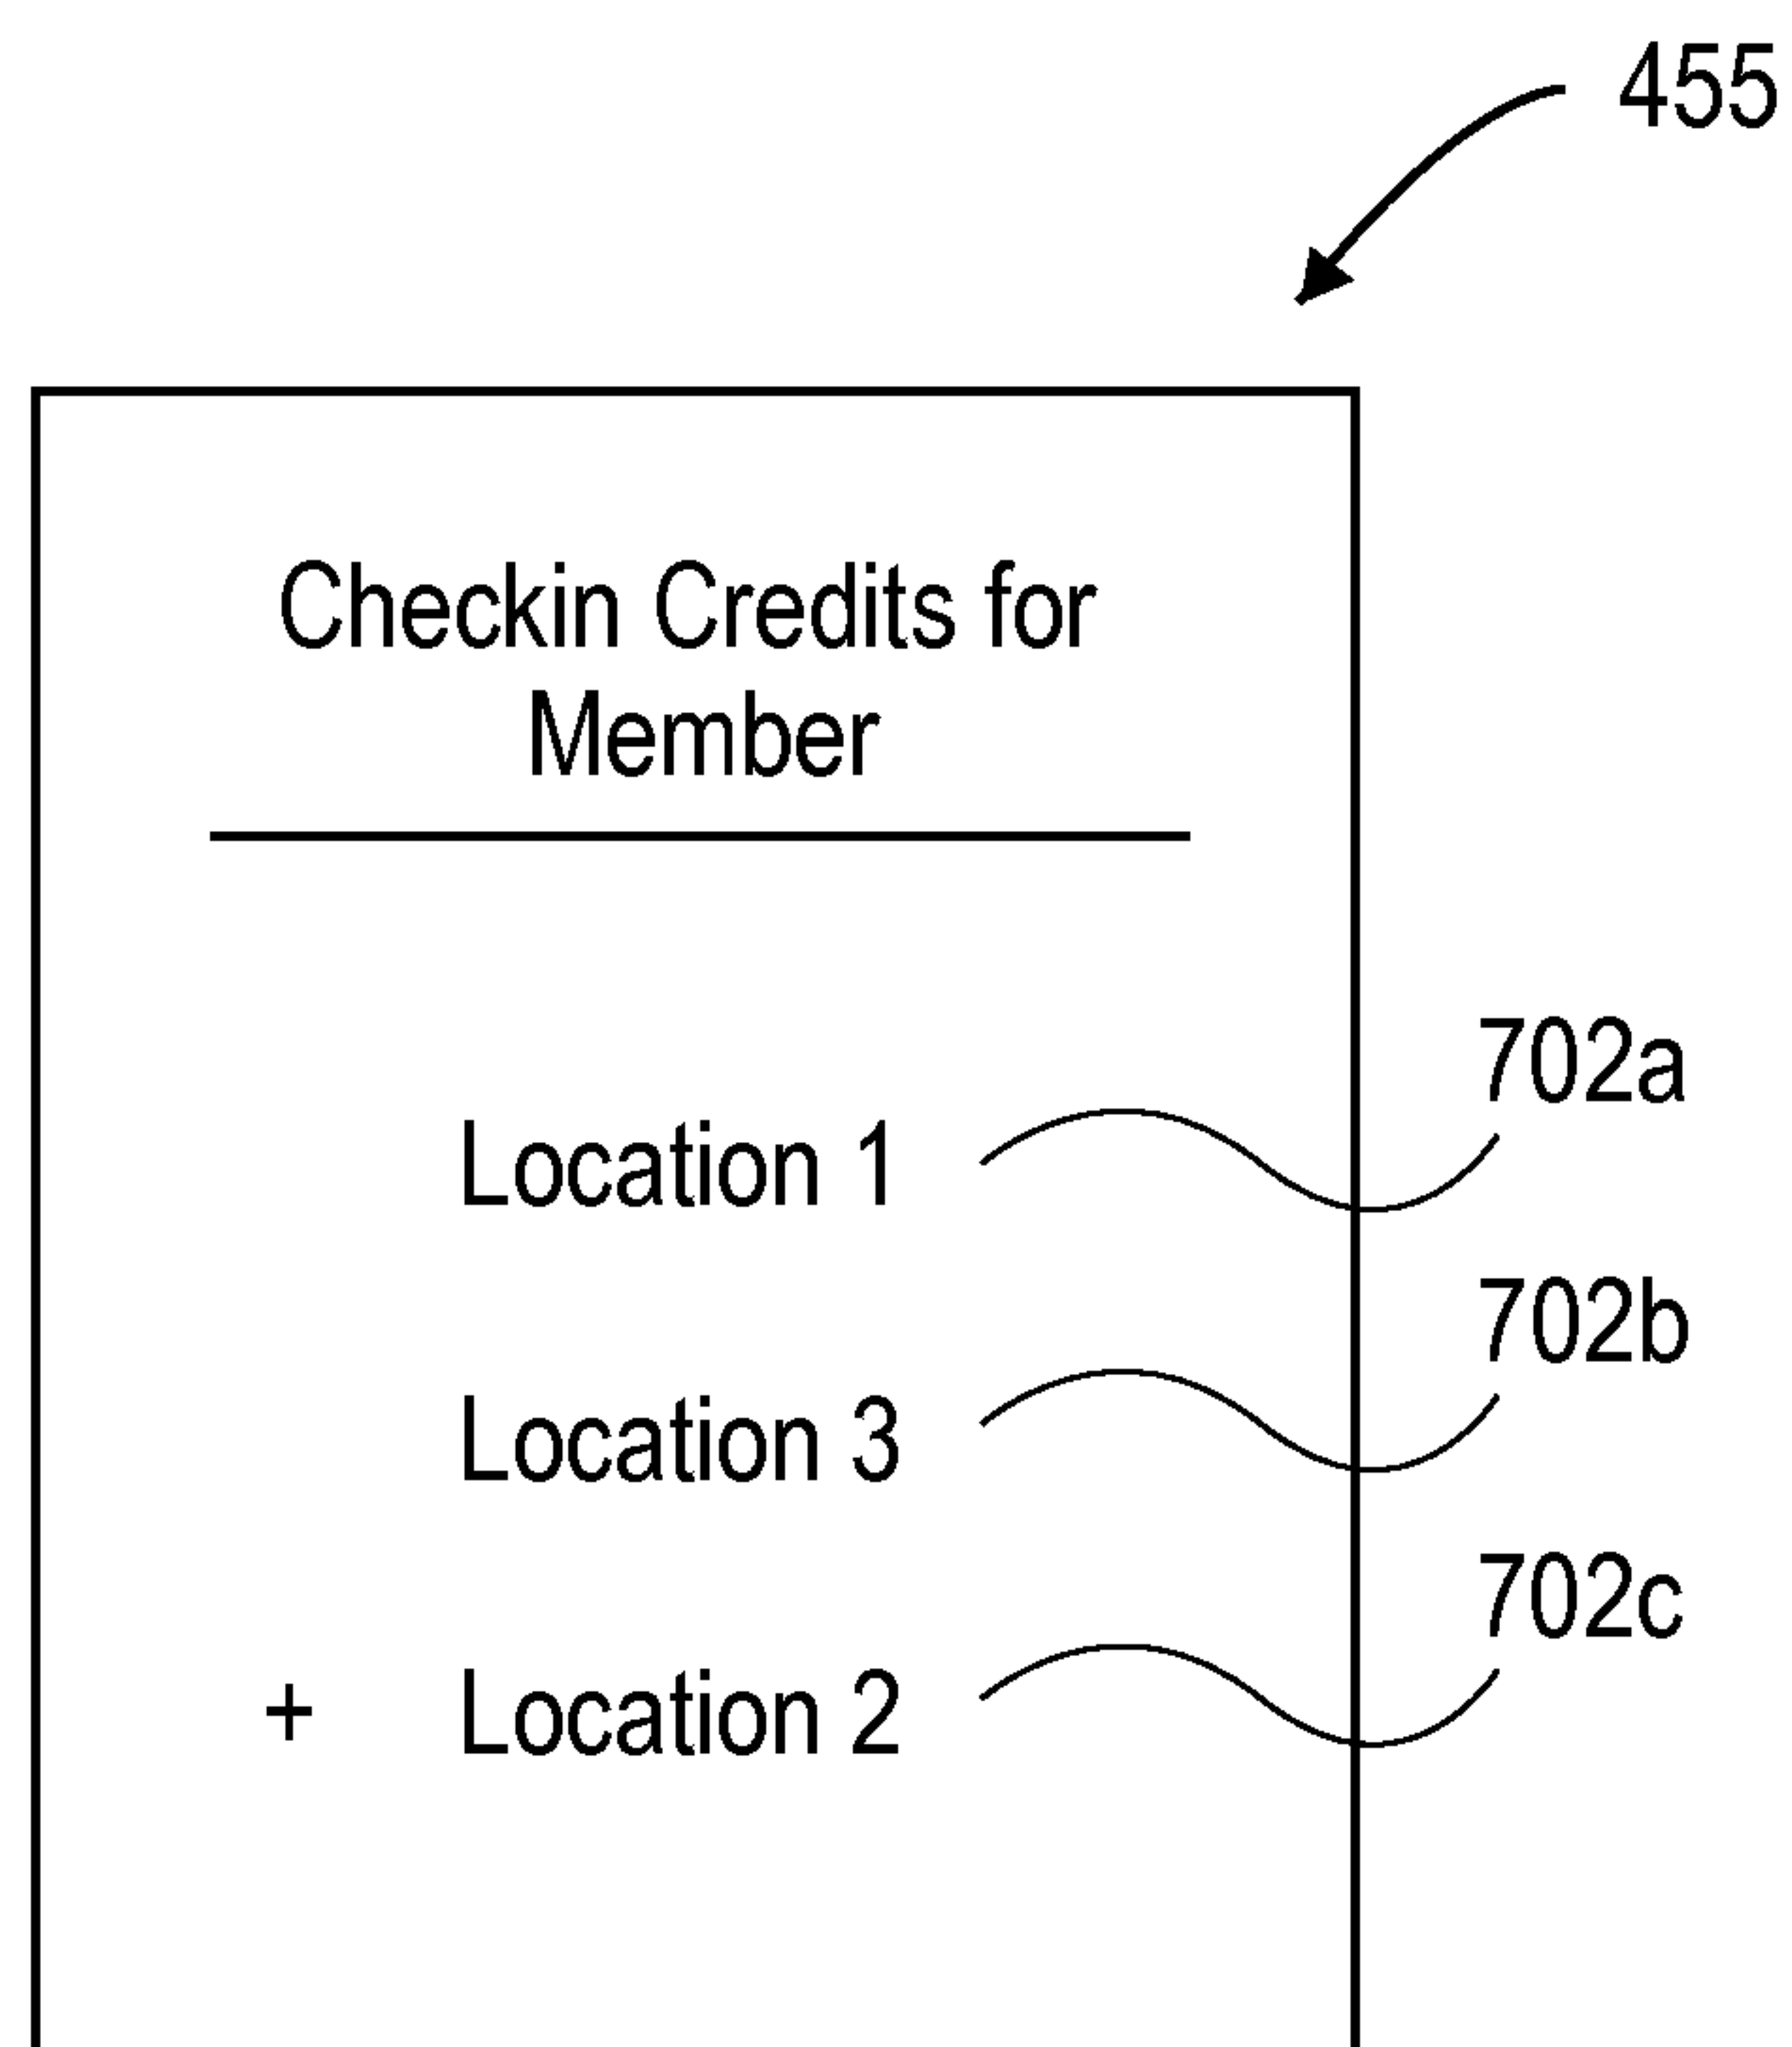 455
Checkin Credits for
Member
702a
Location 1
702b
Location 3
702c
+ Location 2